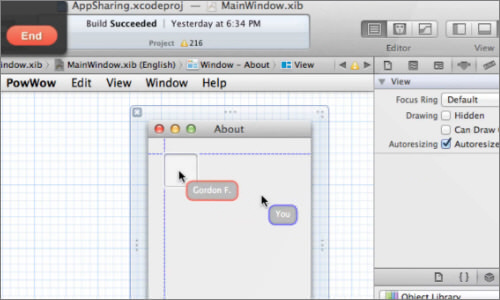 AppSharing.xcodeproj MainWindow.xib
End
Build Succeeded Yesterday at 6:34 PM
Project 216
Editor
ndow.xib MainWindow.xib (English) Window - About View
PowWow Edit View Window Help
View
Focus Ring Default
Drawing Hidden
Can Draw
Autoresizing Autoresize
About
Gordon F.
You
Object Library